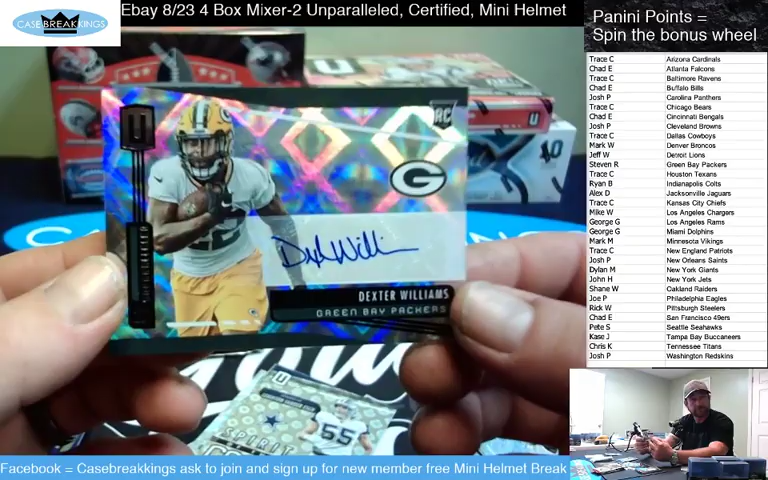 CASEBREAKKINGS
Ebay 8/23 4 Box Mixer-2 Unparalleled, Certified, Mini Helmet
Panini Points =
Spin the bonus wheel
RC
U
G
Dexter Williams
DEXTER WILLIAMS
GREEN BAY PACKERS
U
10
U
SPIRIT
55
Trace C Arizona Cardinals
Chad E Atlanta Falcons
Trace C Baltimore Ravens
Chad E Buffalo Bills
Josh P Carolina Panthers
Trace C Chicago Bears
Chad E Cincinnati Bengals
Josh P Cleveland Browns
Trace C Dallas Cowboys
Mark W Denver Broncos
Jeff W Detroit Lions
Steven R Green Bay Packers
Trace C Houston Texans
Ryan B Indianapolis Colts
Alex D Jacksonville Jaguars
Trace C Kansas City Chiefs
Mike W Los Angeles Chargers
George G Los Angeles Rams
George G Miami Dolphins
Mark M Minnesota Vikings
Trace C New England Patriots
Josh P New Orleans Saints
Dylan M New York Giants
John H New York Jets
Shane W Oakland Raiders
Joe P Philadelphia Eagles
Rick W Pittsburgh Steelers
Chad E San Francisco 49ers
Pete S Seattle Seahawks
Kase J Tampa Bay Buccaneers
Chris K Tennessee Titans
Josh P Washington Redskins
Facebook = Casebreakkings ask to join and sign up for new member free Mini Helmet Break